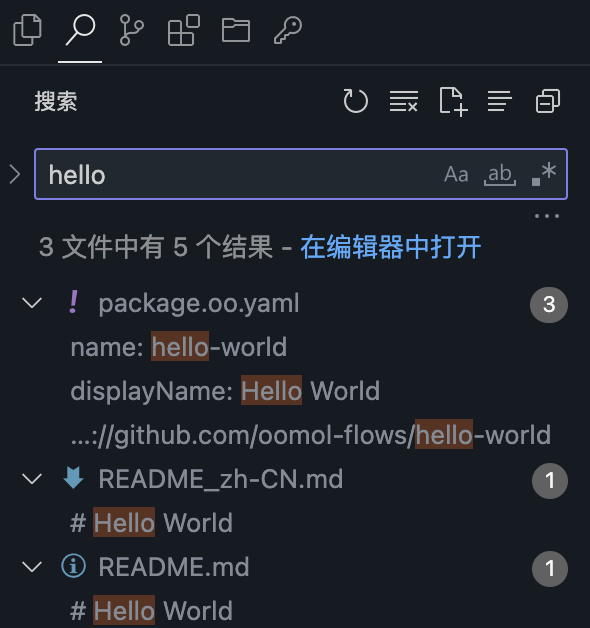 搜索
hello Aa ab .*
3 文件中有 5 个结果 - 在编辑器中打开
! package.oo.yaml 3
name: hello-world
displayName: Hello World
...://github.com/oomol-flows/hello-world
README_zh-CN.md 1
# Hello World
README.md 1
# Hello World